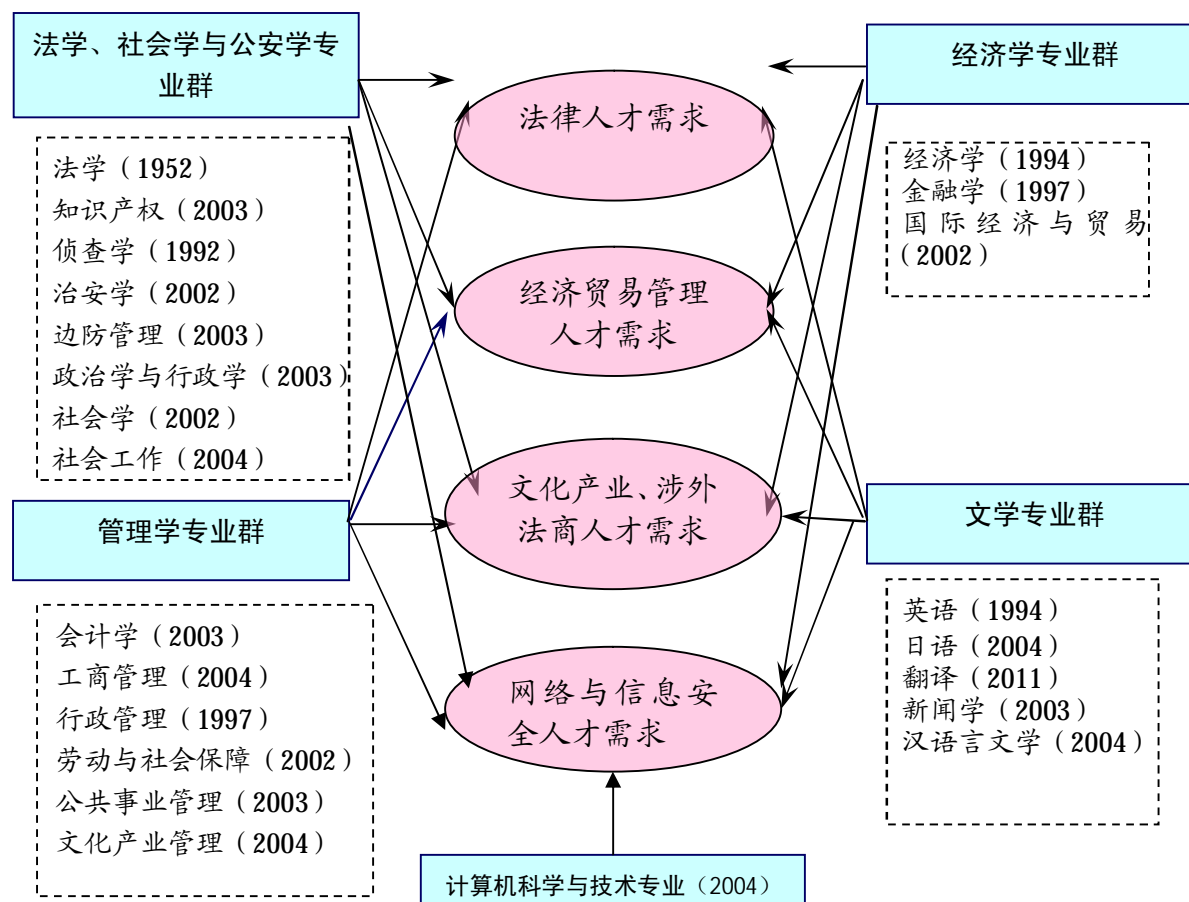 法学、社会学与公安学专
业群
法学（1952）
知识产权（2003）
侦查学（1992）
治安学（2002）
边防管理（2003）
政治学与行政学（2003）
社会学（2002）
社会工作（2004）
管理学专业群
会计学（2003）
工商管理（2004）
行政管理（1997）
劳动与社会保障（2002）
公共事业管理（2003）
文化产业管理（2004）
法律人才需求
经济贸易管理
人才需求
文化产业、涉外
法商人才需求
网络与信息安
全人才需求
计算机科学与技术专业（2004）
经济学专业群
经济学（1994）
金融学（1997）
国际经济与贸易
（2002）
文学专业群
英语（1994）
日语（2004）
翻译（2011）
新闻学（2003）
汉语言文学（2004）